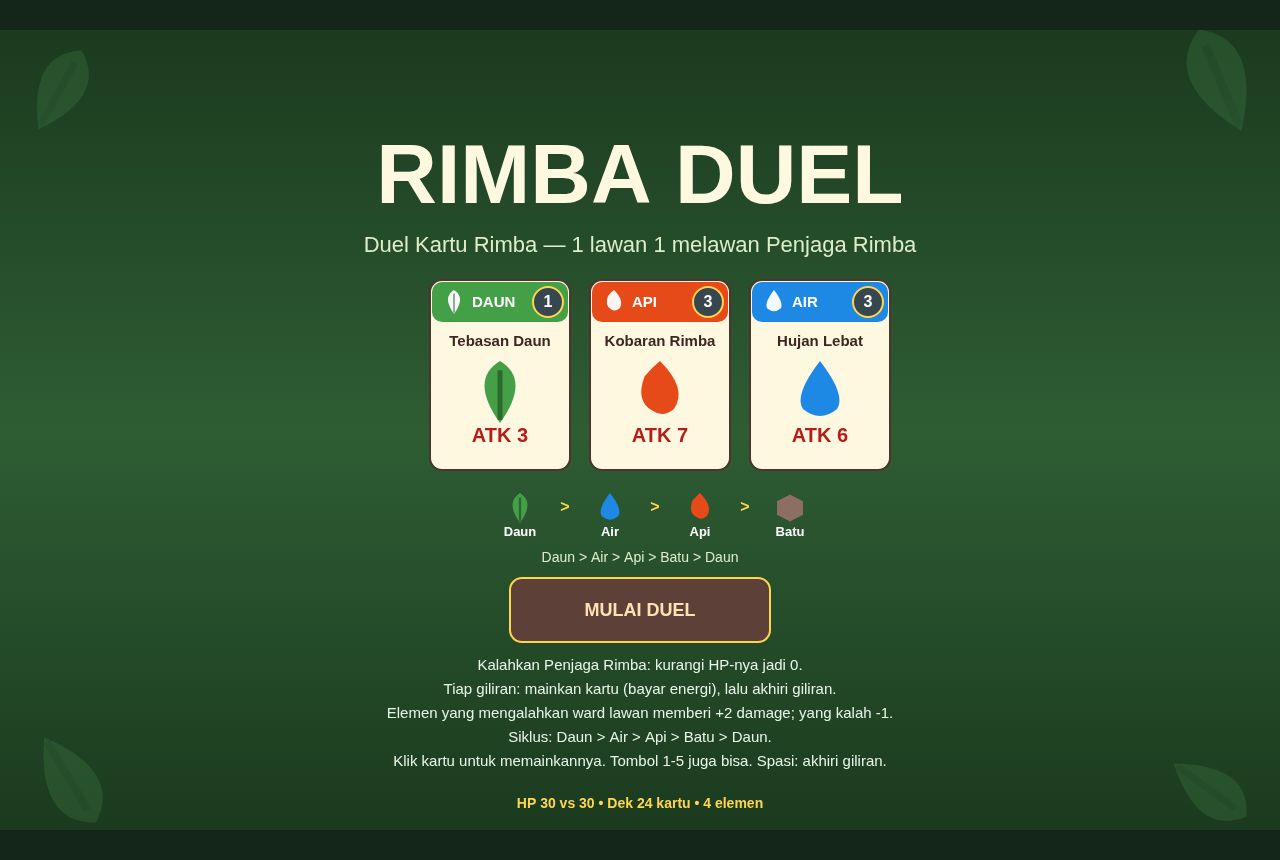 RIMBA DUEL
Duel Kartu Rimba — 1 lawan 1 melawan Penjaga Rimba
DAUN 1
API 3
AIR 3
Tebasan Daun
Kobaran Rimba
Hujan Lebat
ATK 3
ATK 7
ATK 6
> > >
Daun Air Api Batu
Daun > Air > Api > Batu > Daun
MULAI DUEL
Kalahkan Penjaga Rimba: kurangi HP-nya jadi 0.
Tiap giliran: mainkan kartu (bayar energi), lalu akhiri giliran.
Elemen yang mengalahkan ward lawan memberi +2 damage; yang kalah -1.
Siklus: Daun > Air > Api > Batu > Daun.
Klik kartu untuk memainkannya. Tombol 1-5 juga bisa. Spasi: akhiri giliran.
HP 30 vs 30 • Dek 24 kartu • 4 elemen